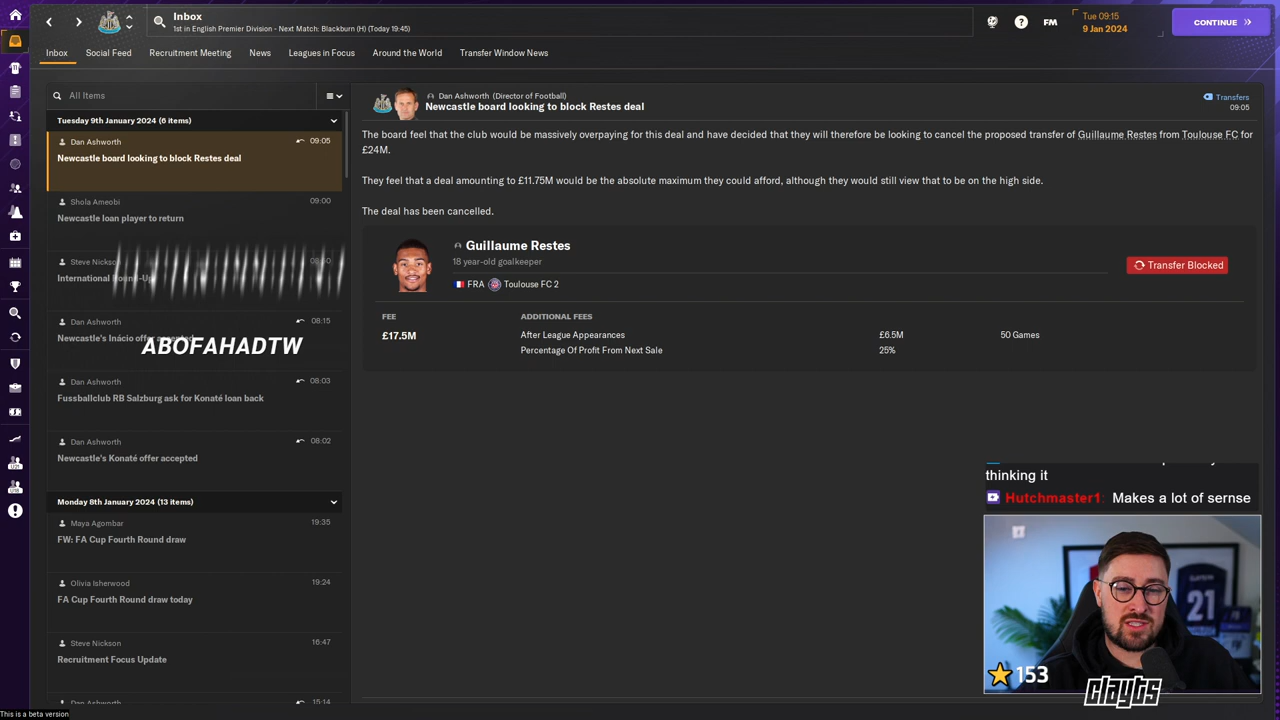 Inbox
1st in English Premier Division - Next Match: Blackburn (H) (Today 19:45)
FM
Tue 09:15
9 Jan 2024
CONTINUE
Inbox
Social Feed
Recruitment Meeting
News
Leagues in Focus
Around the World
Transfer Window News
All Items
Tuesday 9th January 2024 (6 items)
Dan Ashworth
09:05
Newcastle board looking to block Restes deal
Shola Ameobi
09:00
Newcastle loan player to return
Steve Nickson
International Round-Up
Dan Ashworth
08:15
Newcastle's Inácio offer accepted
ABOFAHADTW
Dan Ashworth
08:03
Fussballclub RB Salzburg ask for Konaté loan back
Dan Ashworth
08:02
Newcastle's Konaté offer accepted
Monday 8th January 2024 (13 items)
Maya Agombar
19:35
FW: FA Cup Fourth Round draw
Olivia Isherwood
19:24
FA Cup Fourth Round draw today
Steve Nickson
16:47
Recruitment Focus Update
Dan Ashworth
15:14
This is a beta version
Dan Ashworth (Director of Football)
Newcastle board looking to block Restes deal
Transfers
09:05
The board feel that the club would be massively overpaying for this deal and have decided that they will therefore be looking to cancel the proposed transfer of Guillaume Restes from Toulouse FC for
£24M.
They feel that a deal amounting to £11.75M would be the absolute maximum they could afford, although they would still view that to be on the high side.
The deal has been cancelled.
Guillaume Restes
18 year-old goalkeeper
FRA Toulouse FC 2
Transfer Blocked
FEE
ADDITIONAL FEES
£17.5M
After League Appearances
£6.5M
50 Games
Percentage Of Profit From Next Sale
25%
thinking it
Hutchmaster1: Makes a lot of sernse
21
153
clayts